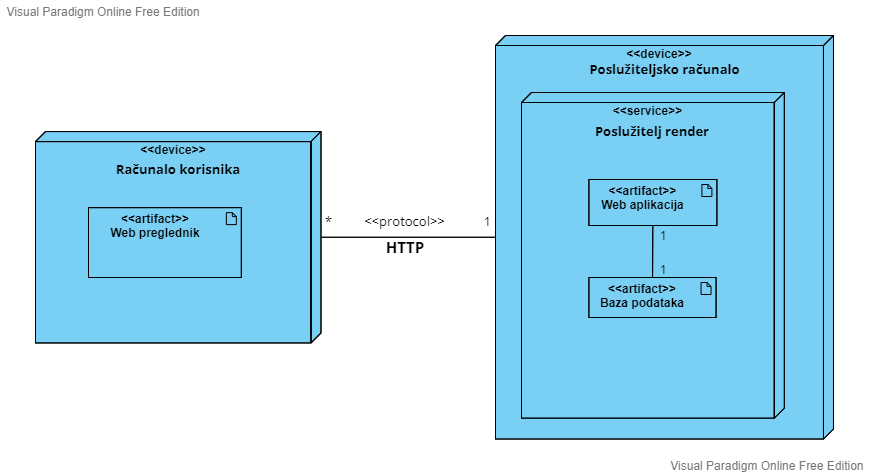 Visual Paradigm Online Free Edition
<<device>>
Računalo korisnika
<<artifact>>
Web preglednik
* <<protocol>> 1
HTTP
<<device>>
Poslužiteljsko računalo
<<service>>
Poslužitelj render
<<artifact>>
Web aplikacija
1
1
<<artifact>>
Baza podataka
Visual Paradigm Online Free Edition